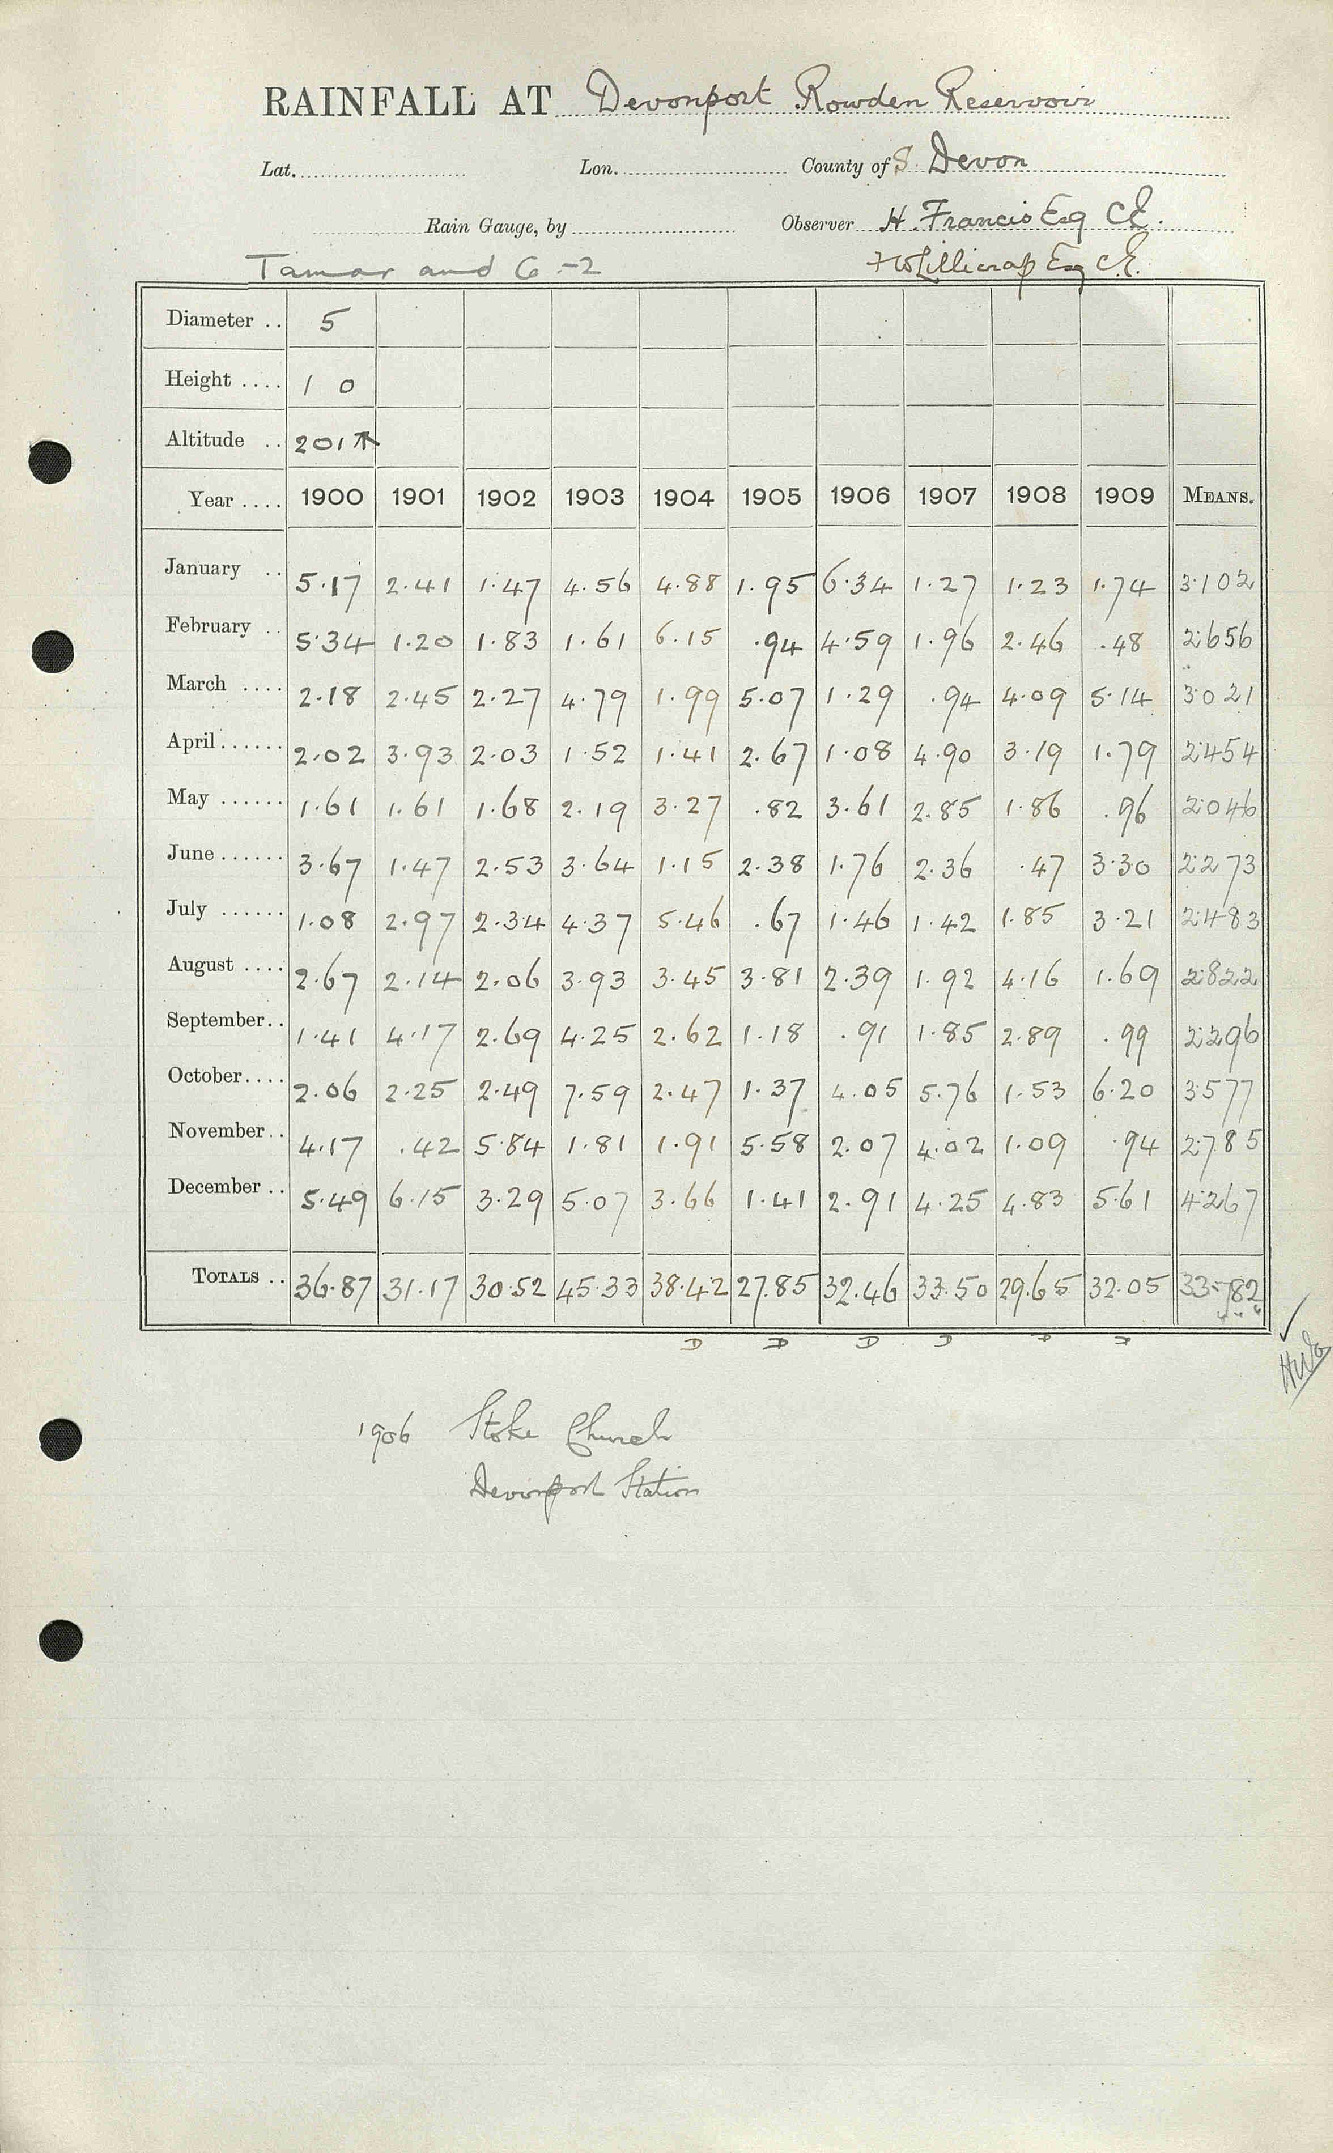 RAINFALL AT Devonport Rowden Reservoir
Lat. Lon. County of S. Devon
Rain Gauge, by Observer H. Francis Esq CE.
Tamar and 6-2 F W Lillicrap Esq C.E.
Diameter .. 5
Height .... 1 0
Altitude .. 201
Year .... 1900 1901 1902 1903 1904 1905 1906 1907 1908 1909 MEANS.
January .. 5.17 2.41 1.47 4.56 4.88 1.95 6.34 1.27 1.23 1.74 3.102
February .. 5.34 1.20 1.83 1.61 6.15 .94 4.59 1.96 2.46 .48 2.656
March .... 2.18 2.45 2.27 4.79 1.99 5.07 1.29 .94 4.09 5.14 3.021
April ...... 2.02 3.93 2.03 1.52 1.41 2.67 1.08 4.90 3.19 1.79 2.454
May ...... 1.61 1.61 1.68 2.19 3.27 .82 3.61 2.85 1.86 .96 2.046
June ...... 3.67 1.47 2.53 3.64 1.15 2.38 1.76 2.36 .47 3.30 2.273
July ...... 1.08 2.97 2.34 4.37 5.46 .67 1.46 1.42 1.85 3.21 2.483
August .... 2.67 2.14 2.06 3.93 3.45 3.81 2.39 1.92 4.16 1.69 2.822
September.. 1.41 4.17 2.69 4.25 2.62 1.18 .91 1.85 2.89 .99 2.296
October.... 2.06 2.25 2.49 7.59 2.47 1.37 4.05 5.76 1.53 6.20 3.577
November.. 4.17 .42 5.84 1.81 1.91 5.58 2.07 4.02 1.09 .94 2.785
December .. 5.49 6.15 3.29 5.07 3.66 1.41 2.91 4.25 4.83 5.61 4.267
TOTALS .. 36.87 31.17 30.52 45.33 38.42 27.85 32.46 33.50 29.65 32.05 33.782
D D D D D D
1906 Stoke Church
Devonport Station